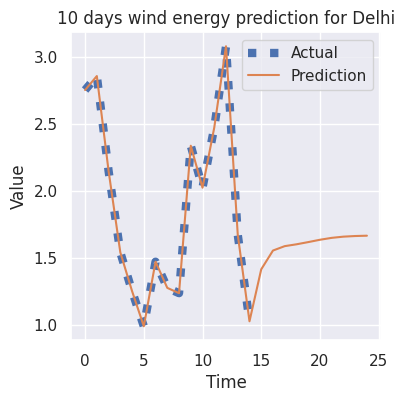 10 days wind energy prediction for Delhi
Actual
Prediction
3.0
2.5
2.0
1.5
1.0
Value
0 5 10 15 20 25
Time